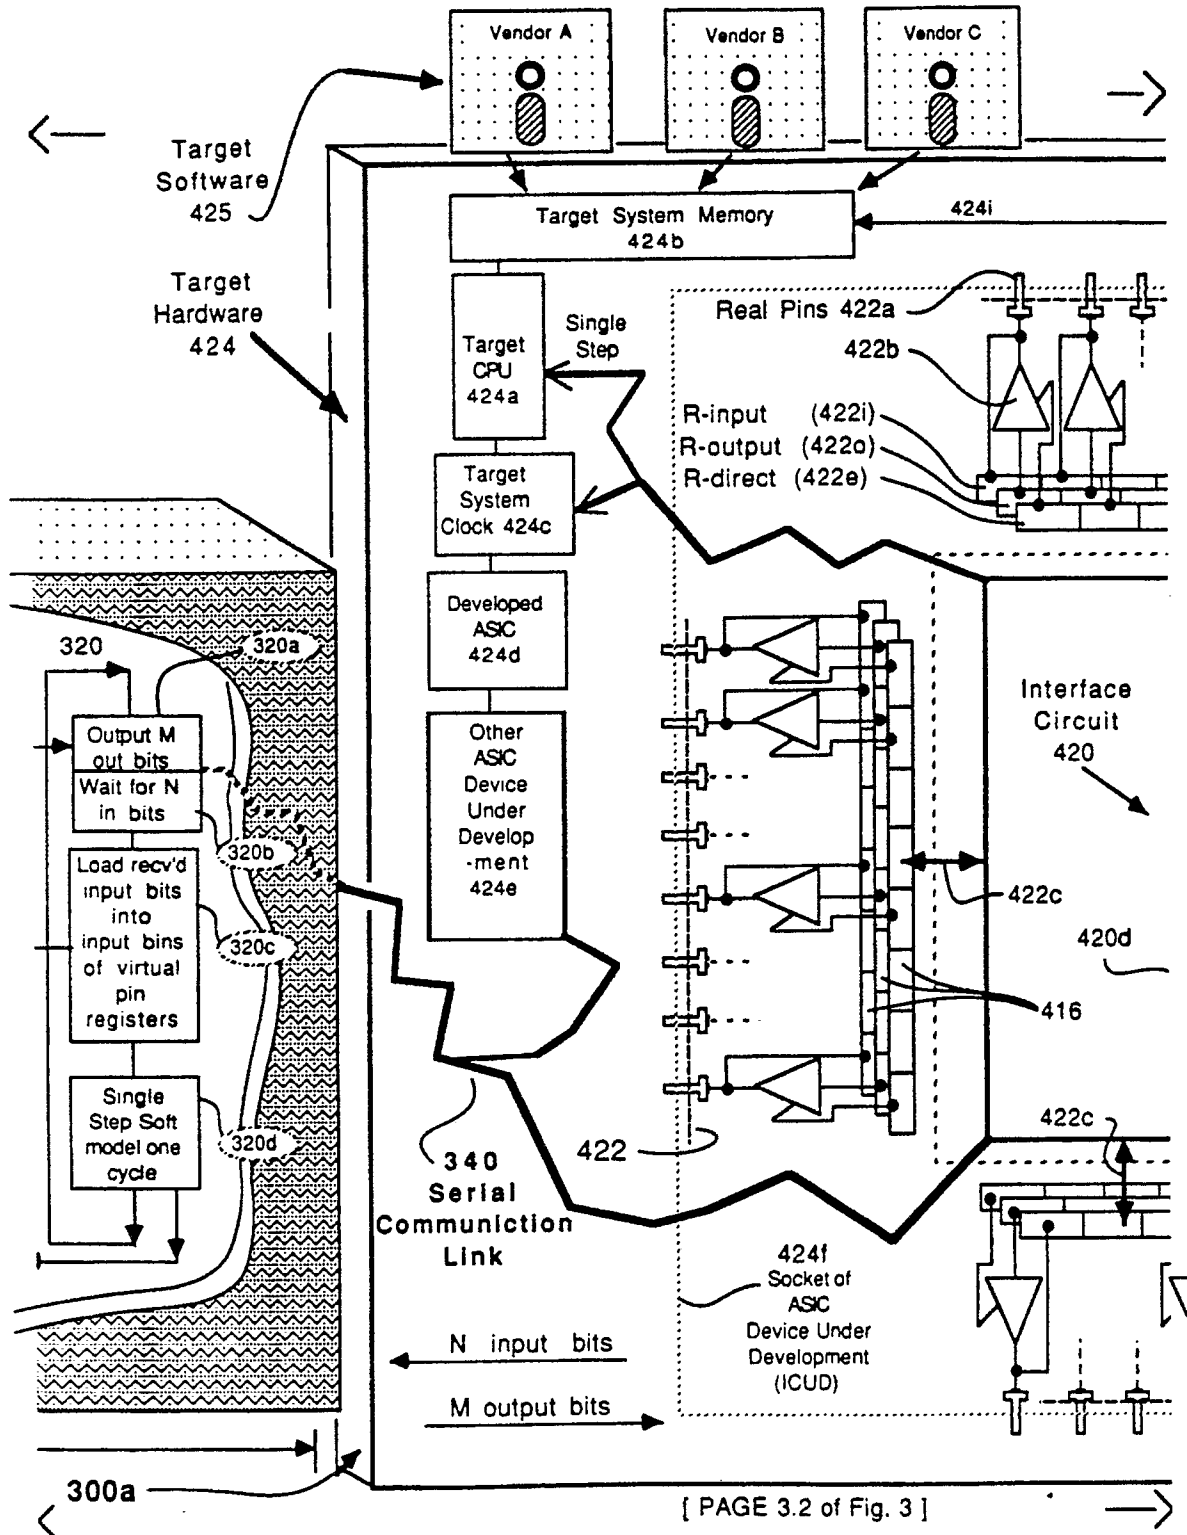 Vendor A
Vendor B
Vendor C
Target
Software
425
Target System Memory
424b
424i
Target
Hardware
424
Real Pins 422a
Single
Step
422b
Target
CPU
424a
R-input (422i)
R-output (422o)
R-direct (422e)
Target
System
Clock 424c
Developed
ASIC
424d
320
320a
Interface
Circuit
420
Output M
out bits
Wait for N
in bits
320b
Other
ASIC
Device
Under
Develop
-ment
424e
Load recv'd
input bits
into
input bins
of virtual
pin
registers
320c
422c
420d
416
Single
Step Soft
model one
cycle
320d
422
422c
340
Serial
Communiction
Link
424f
Socket of
ASIC
Device Under
Development
(ICUD)
N input bits
M output bits
300a
[ PAGE 3.2 of Fig. 3 ]